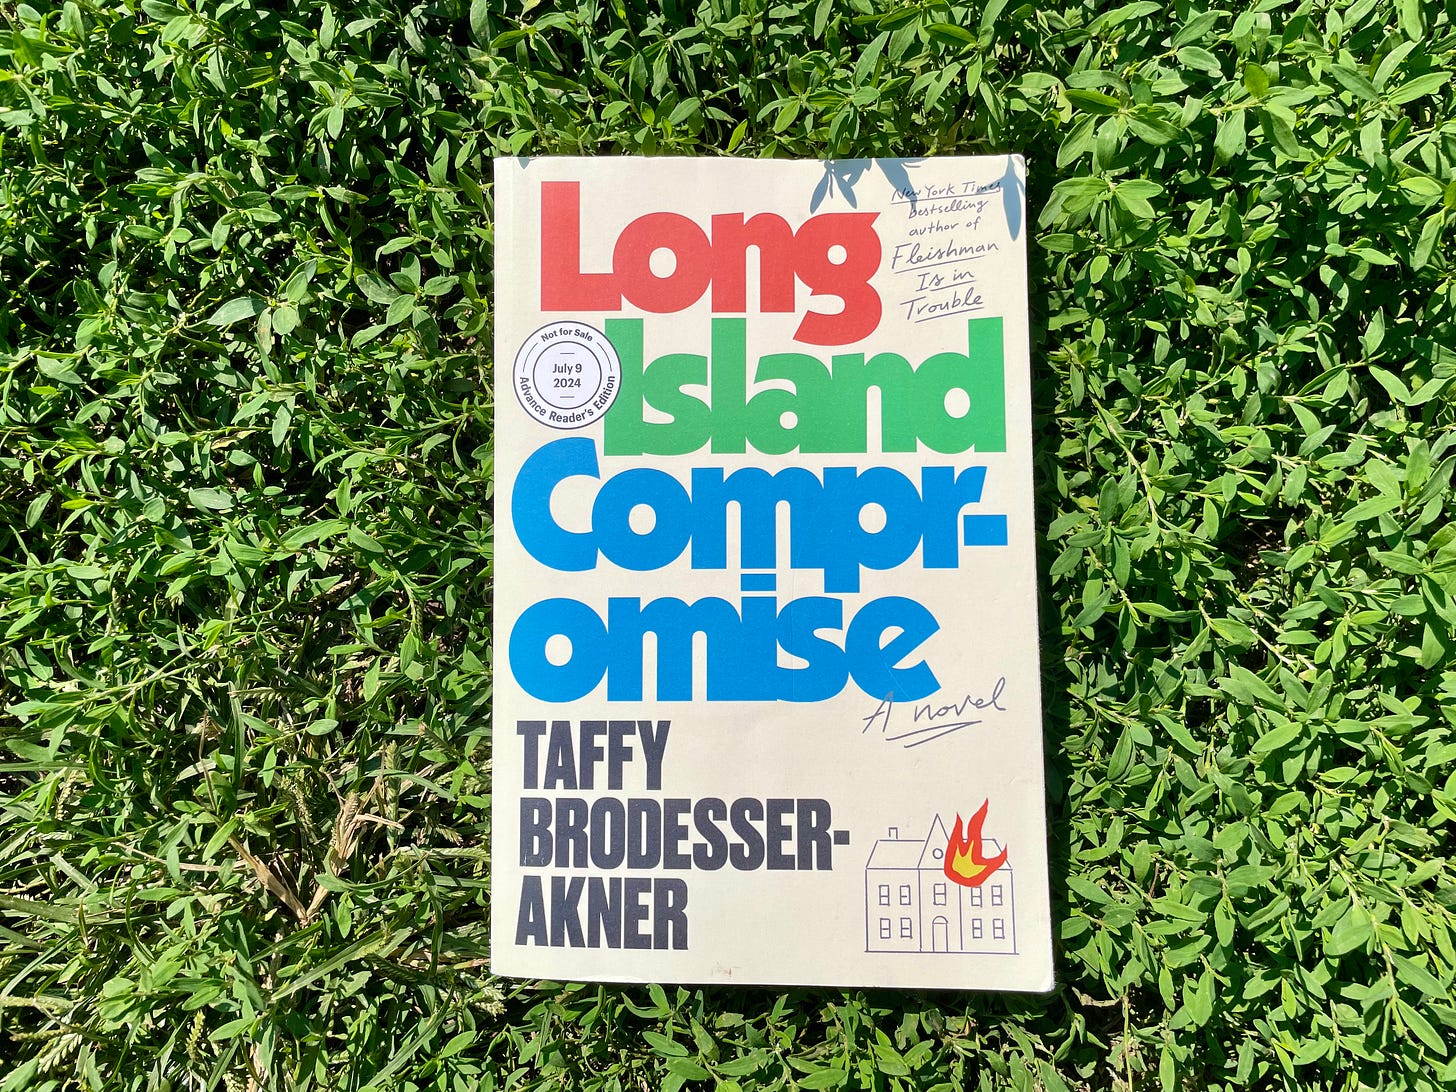 Long
New York Times
bestselling
author of
Fleishman
Is in
Trouble
Island
Not for Sale
July 9
2024
Advance Reader's Edition
Compr-
omise
A novel
TAFFY
BRODESSER-
AKNER